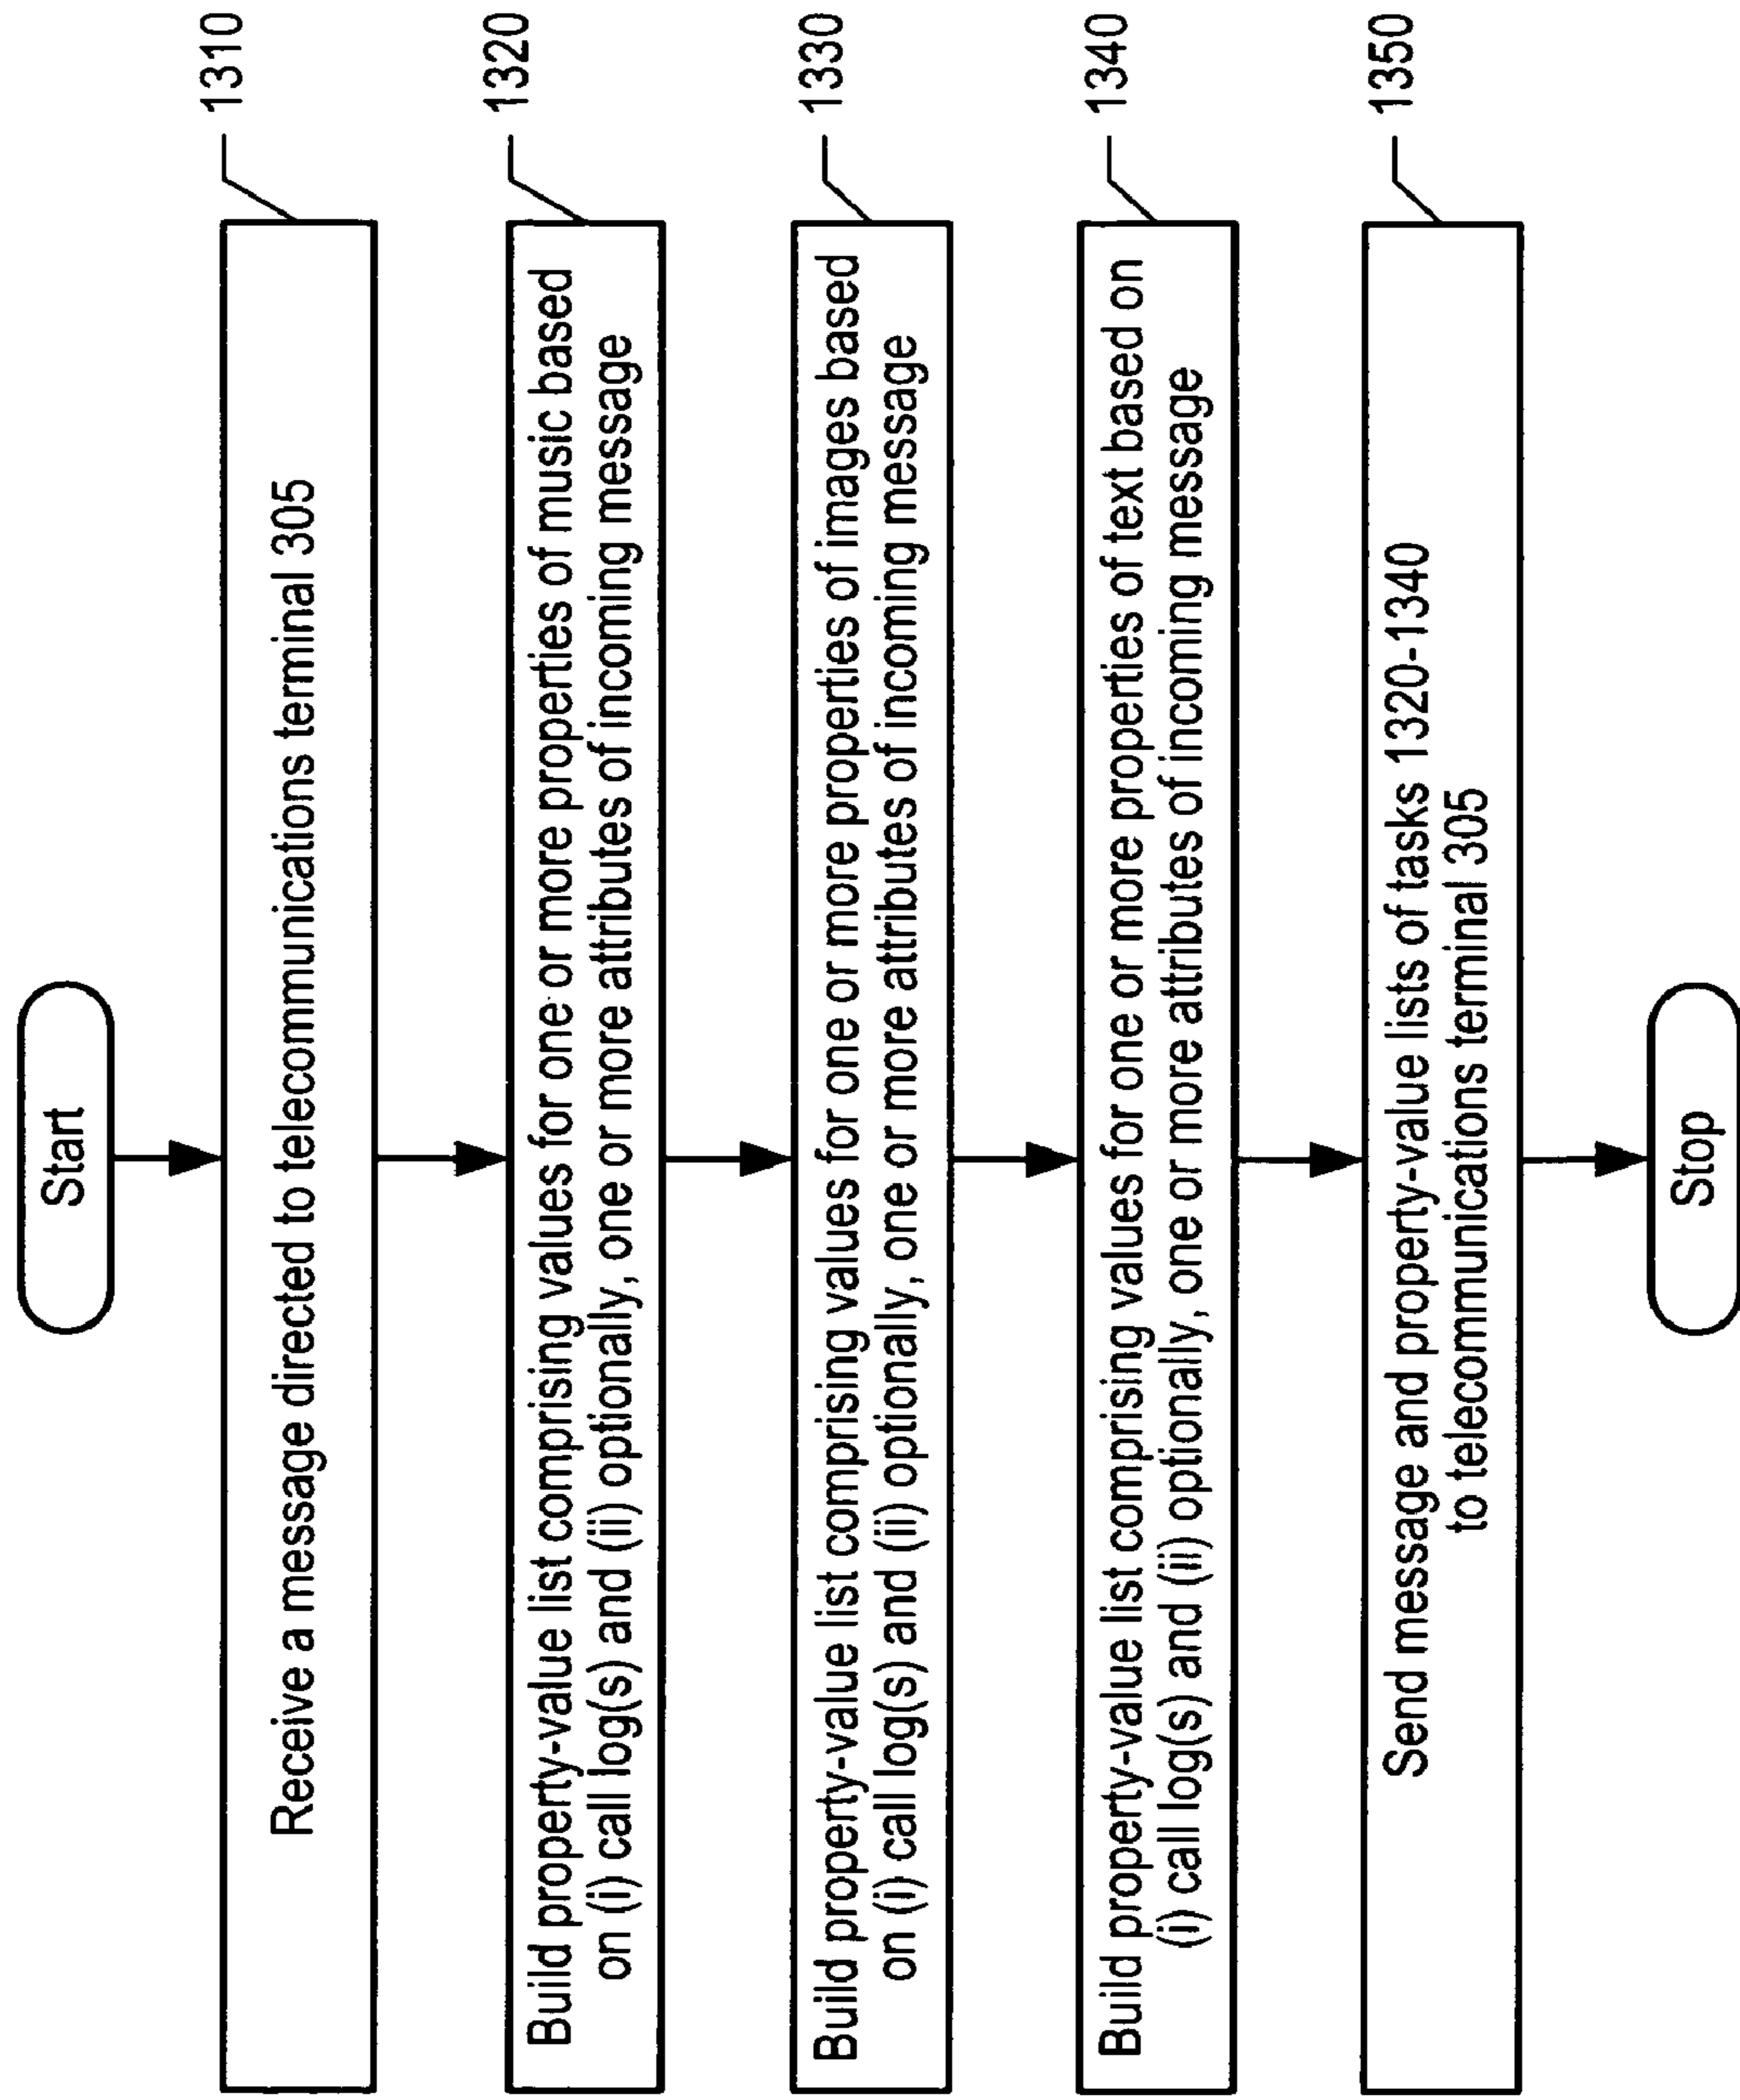 Start
Receive a message directed to telecommunications terminal 305
1310
Build property-value list comprising values for one or more properties of music based
on (i) call log(s) and (ii) optionally, one or more attributes of incoming message
1320
Build property-value list comprising values for one or more properties of images based
on (i) call log(s) and (ii) optionally, one or more attributes of incoming message
1330
Build property-value list comprising values for one or more properties of text based on
(i) call log(s) and (ii) optionally, one or more attributes of incoming message
1340
Send message and property-value lists of tasks 1320-1340
to telecommunications terminal 305
1350
Stop